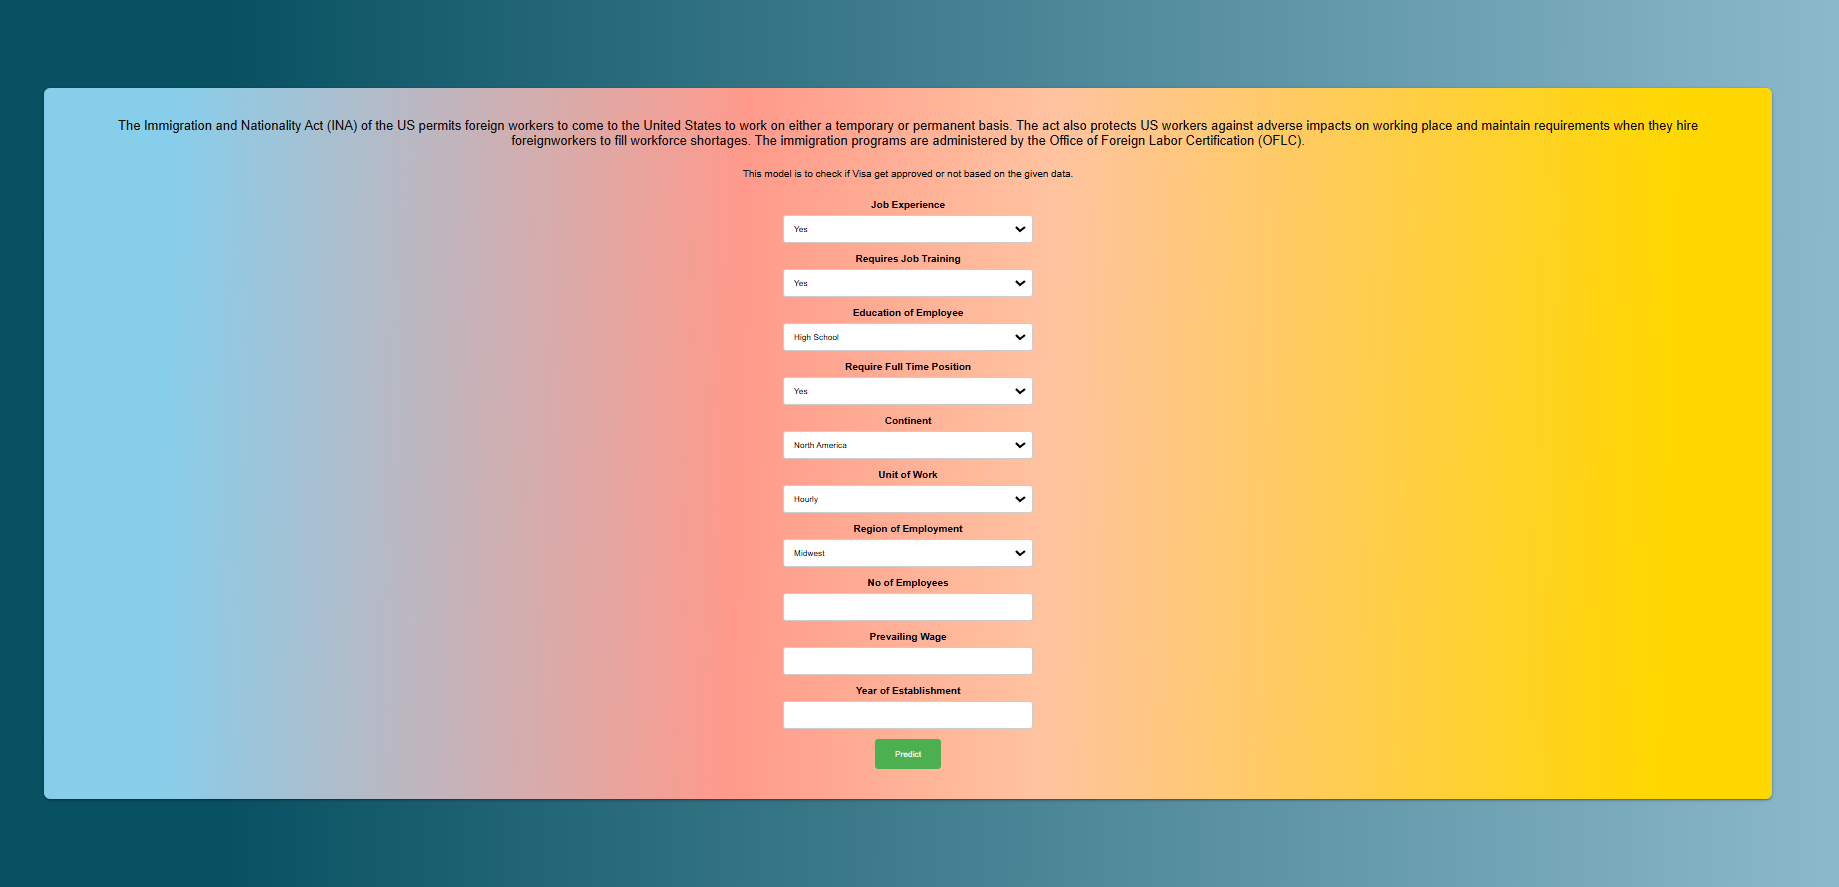 The Immigration and Nationality Act (INA) of the US permits foreign workers to come to the United States to work on either a temporary or permanent basis. The act also protects US workers against adverse impacts on working place and maintain requirements when they hire
foreignworkers to fill workforce shortages. The immigration programs are administered by the Office of Foreign Labor Certification (OFLC).
This model is to check if Visa get approved or not based on the given data.
Job Experience
Yes
Requires Job Training
Yes
Education of Employee
High School
Require Full Time Position
Yes
Continent
North America
Unit of Work
Hourly
Region of Employment
Midwest
No of Employees
Prevailing Wage
Year of Establishment
Predict